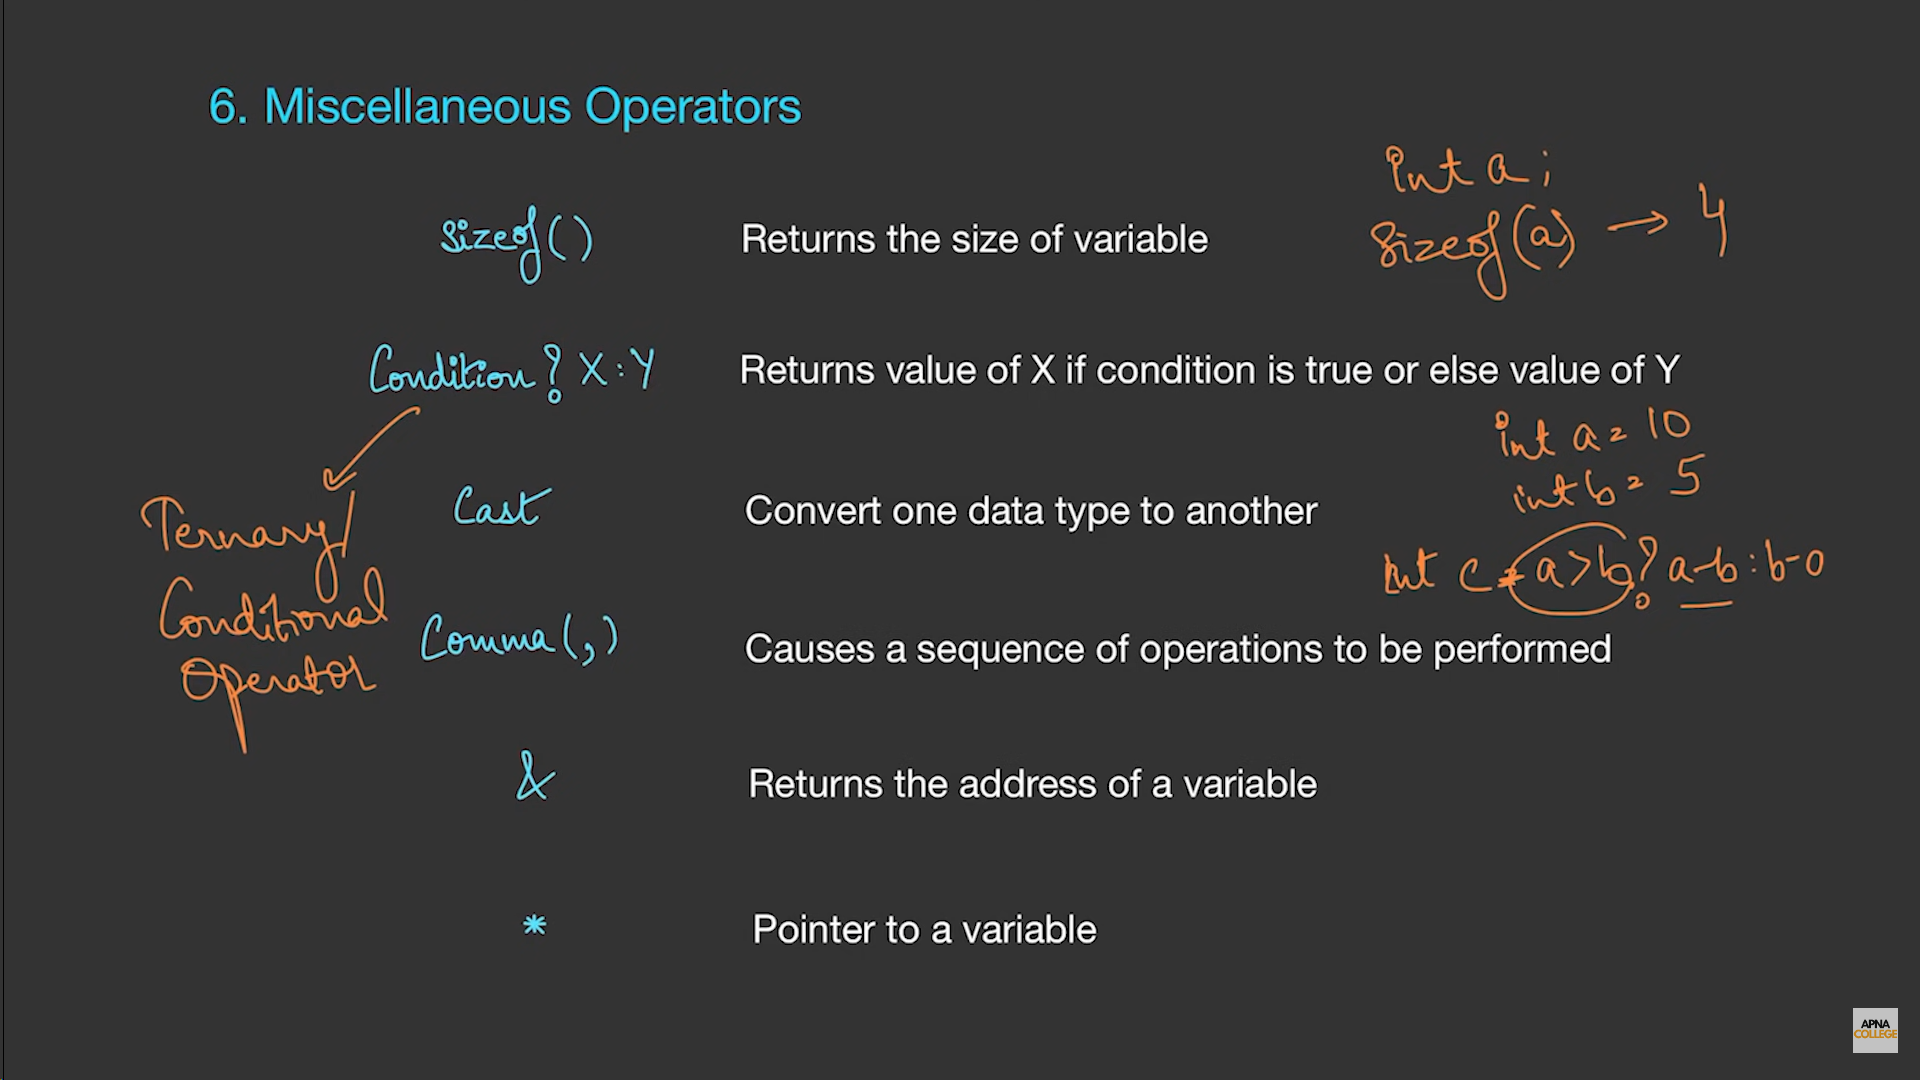 6. Miscellaneous Operators
int a;
Sizeof() Returns the size of variable
Sizeof(a) → 4
Condition? X:Y Returns value of X if condition is true or else value of Y
int a = 10
int b = 5
Ternary/
Conditional
Operator
Cast Convert one data type to another
int c = a>b? a-b : b-a
Comma(,) Causes a sequence of operations to be performed
& Returns the address of a variable
* Pointer to a variable
APNA
COLLEGE